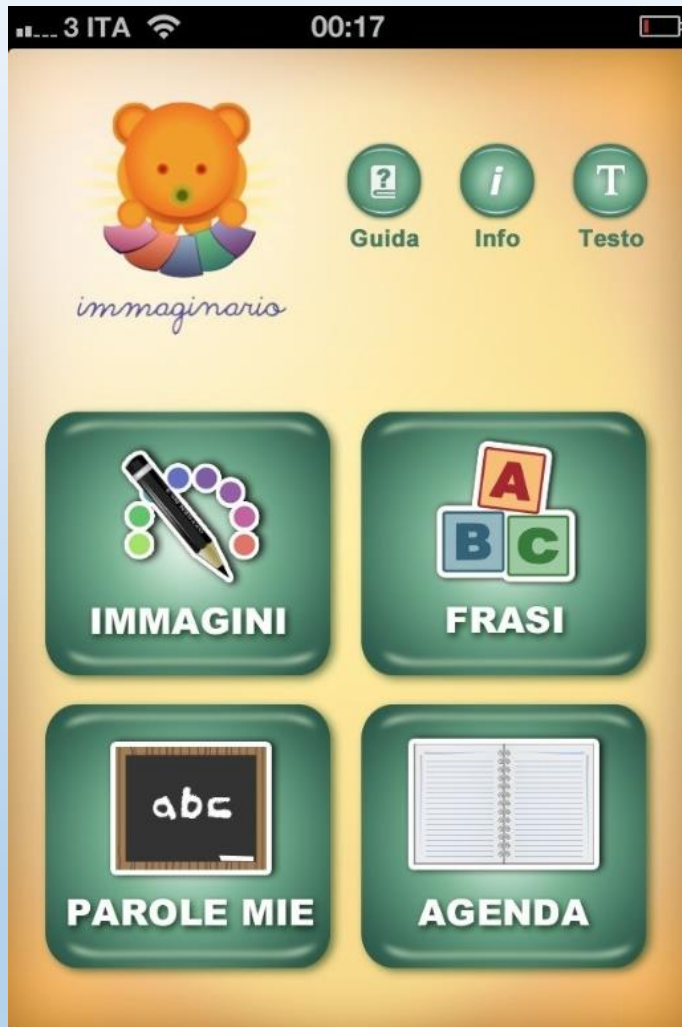 3 ITA 00:17
? i T
Guida Info Testo
immaginario
IMMAGINI
A
B C
FRASI
abc
PAROLE MIE
AGENDA